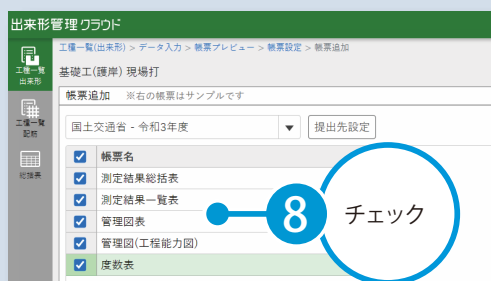 出来形管理クラウド
工種一覧(出来形) > データ入力 > 帳票プレビュー > 帳票設定 > 帳票追加
工種一覧
出来形
基礎工(護岸) 現場打
帳票追加 ※右の帳票はサンプルです
工種一覧
記載
総括表
国土交通省 - 令和3年度
提出先設定
帳票名
測定結果総括表
測定結果一覧表
管理図表
管理図(工程能力図)
度数表
8 チェック